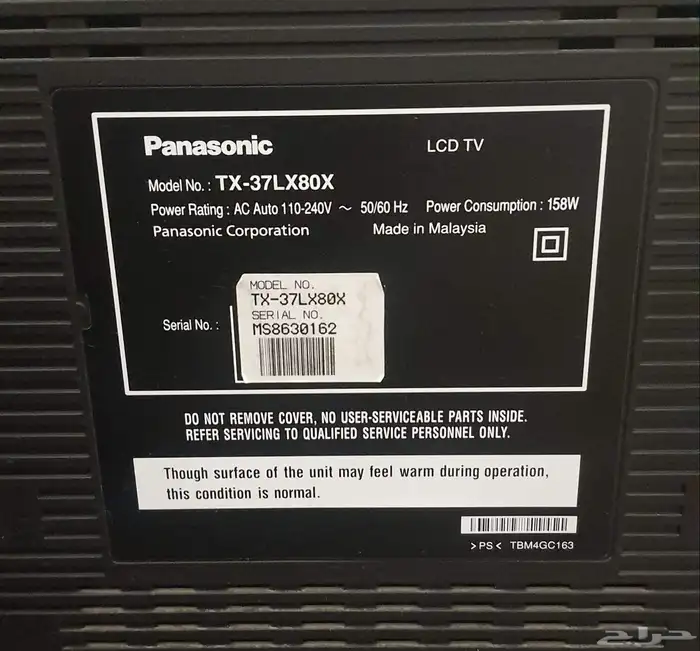 Panasonic LCD TV
Model No. : TX-37LX80X
Power Rating : AC Auto 110-240V ～ 50/60 Hz Power Consumption : 158W
Panasonic Corporation Made in Malaysia
MODEL NO.
TX-37LX80X
SERIAL NO.
Serial No. : MS8630162
DO NOT REMOVE COVER, NO USER-SERVICEABLE PARTS INSIDE.
REFER SERVICING TO QUALIFIED SERVICE PERSONNEL ONLY.
Though surface of the unit may feel warm during operation,
this condition is normal.
>PS< TBM4GC163
حراج